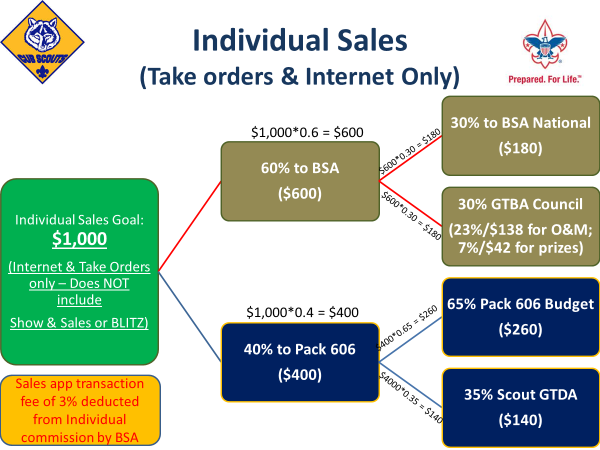 CUB SCOUTS
Individual Sales
(Take orders & Internet Only)
Prepared. For Life.™
Individual Sales Goal:
$1,000
(Internet & Take Orders
only – Does NOT
include
Show & Sales or BLITZ)
Sales app transaction
fee of 3% deducted
from Individual
commission by BSA
$1,000*0.6 = $600
60% to BSA
($600)
$1,000*0.4 = $400
40% to Pack 606
($400)
$600*0.30 = $180
$600*0.30 = $180
$400*0.65 = $260
$4000*0.35 = $140
30% to BSA National
($180)
30% GTBA Council
(23%/$138 for O&M;
7%/$42 for prizes)
65% Pack 606 Budget
($260)
35% Scout GTDA
($140)